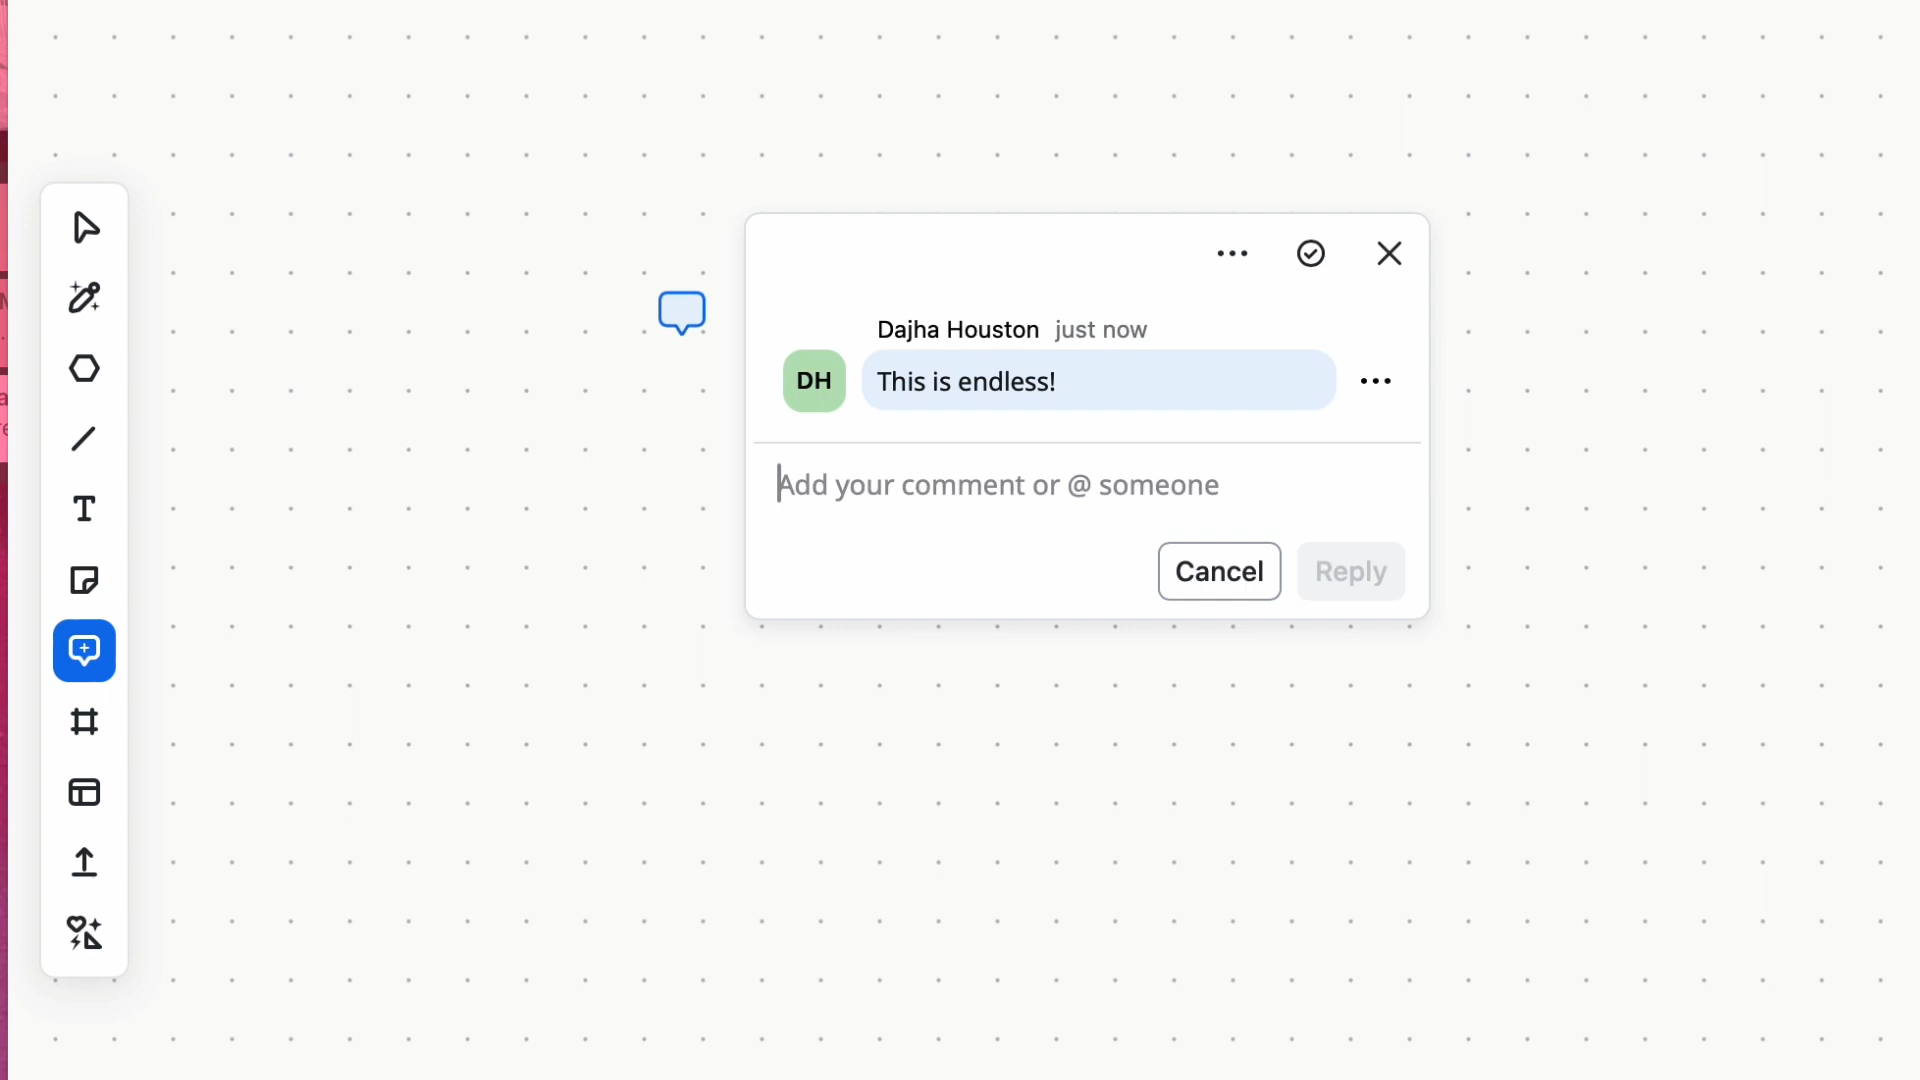 Dajha Houston just now
DH
This is endless!
Add your comment or @ someone
Cancel Reply